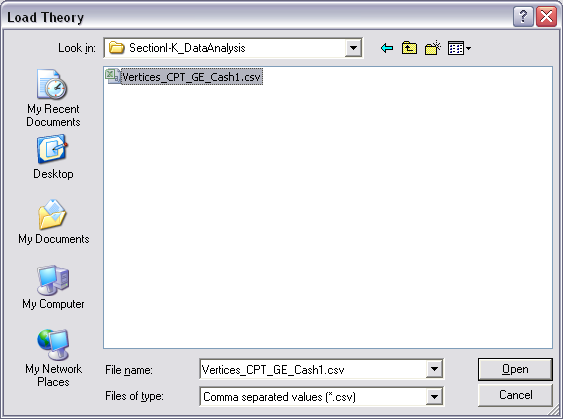 Load Theory
Look in: SectionI-K_DataAnalysis
Vertices_CPT_GE_Cash1.csv
My Recent
Documents
Desktop
My Documents
My Computer
My Network
Places
File name: Vertices_CPT_GE_Cash1.csv Open
Files of type: Comma separated values (*.csv) Cancel